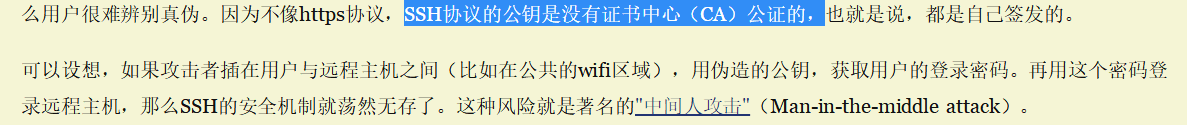 么用户很难辨别真伪。因为不像https协议，SSH协议的公钥是没有证书中心（CA）公证的，也就是说，都是自己签发的。
可以设想，如果攻击者插在用户与远程主机之间（比如在公共的wifi区域），用伪造的公钥，获取用户的登录密码。再用这个密码登
录远程主机，那么SSH的安全机制就荡然无存了。这种风险就是著名的"中间人攻击"（Man-in-the-middle attack）。